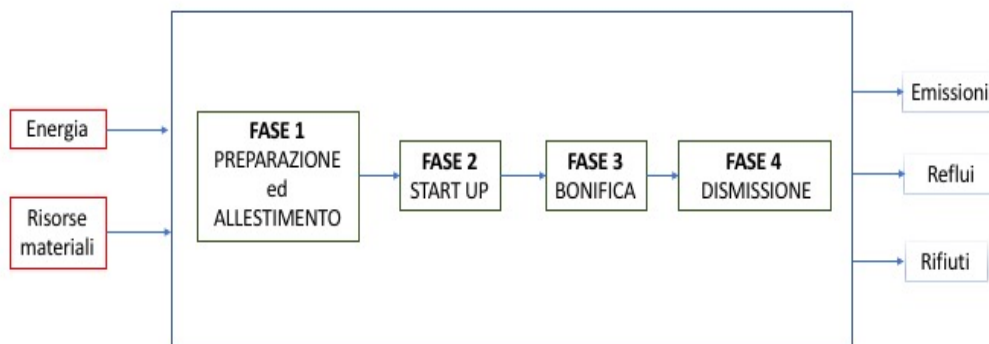 Energia
Risorse
materiali
FASE 1
PREPARAZIONE
ed
ALLESTIMENTO
FASE 2
START UP
FASE 3
BONIFICA
FASE 4
DISMISSIONE
Emissioni
Reflui
Rifiuti